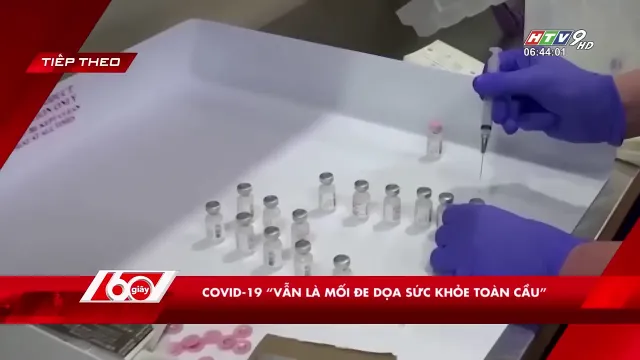 HTV9 HD
06:44:01
TIẾP THEO
60 giây
COVID-19 “VẪN LÀ MỐI ĐE DỌA SỨC KHỎE TOÀN CẦU”